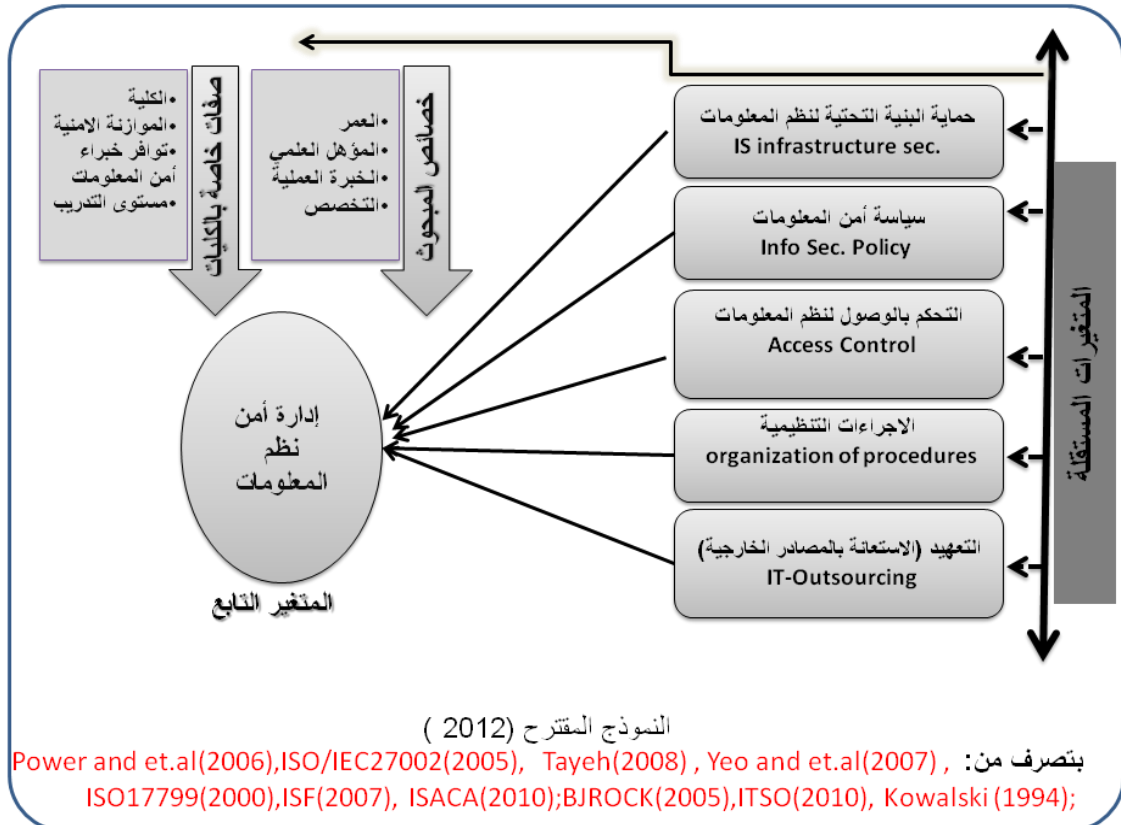 صفات خاصة بالكليات
•الكلية
•الموازنة الامنية
•توافر خبراء
أمن المعلومات
•مستوى التدريب
خصائص المبحوث
•العمر
•المؤهل العلمي
•الخبرة العملية
•التخصص
حماية البنية التحتية لنظم المعلومات
IS infrastructure sec.
سياسة أمن المعلومات
Info Sec. Policy
التحكم بالوصول لنظم المعلومات
Access Control
الاجراءات التنظيمية
organization of procedures
التعهيد (الاستعانة بالمصادر الخارجية)
IT-Outsourcing
المتغيرات المستقلة
إدارة أمن
نظم
المعلومات
المتغير التابع
النموذج المقترح (2012 )
بتصرف من: Power and et.al(2006),ISO/IEC27002(2005), Tayeh(2008) , Yeo and et.al(2007) ,
ISO17799(2000),ISF(2007), ISACA(2010);BJROCK(2005),ITSO(2010), Kowalski (1994);